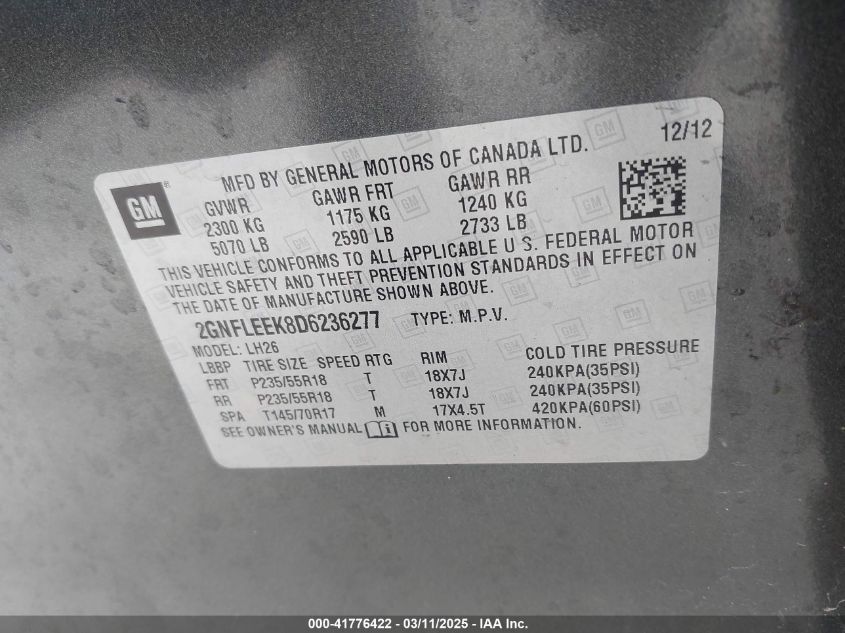 GM
®
MFD BY GENERAL MOTORS OF CANADA LTD. 12/12
GVWR GAWR FRT GAWR RR
2300 KG 1175 KG 1240 KG
5070 LB 2590 LB 2733 LB
THIS VEHICLE CONFORMS TO ALL APPLICABLE U S. FEDERAL MOTOR
VEHICLE SAFETY AND THEFT PREVENTION STANDARDS IN EFFECT ON
THE DATE OF MANUFACTURE SHOWN ABOVE.
2GNFLEEK8D6236277 TYPE: M.P.V.
MODEL: LH26
LBBP TIRE SIZE SPEED RTG RIM COLD TIRE PRESSURE
FRT P235/55R18 T 18X7J 240KPA(35PSI)
RR P235/55R18 T 18X7J 240KPA(35PSI)
SPA T145/70R17 M 17X4.5T 420KPA(60PSI)
SEE OWNER'S MANUAL FOR MORE INFORMATION.
000-41776422 - 03/11/2025 - IAA Inc.